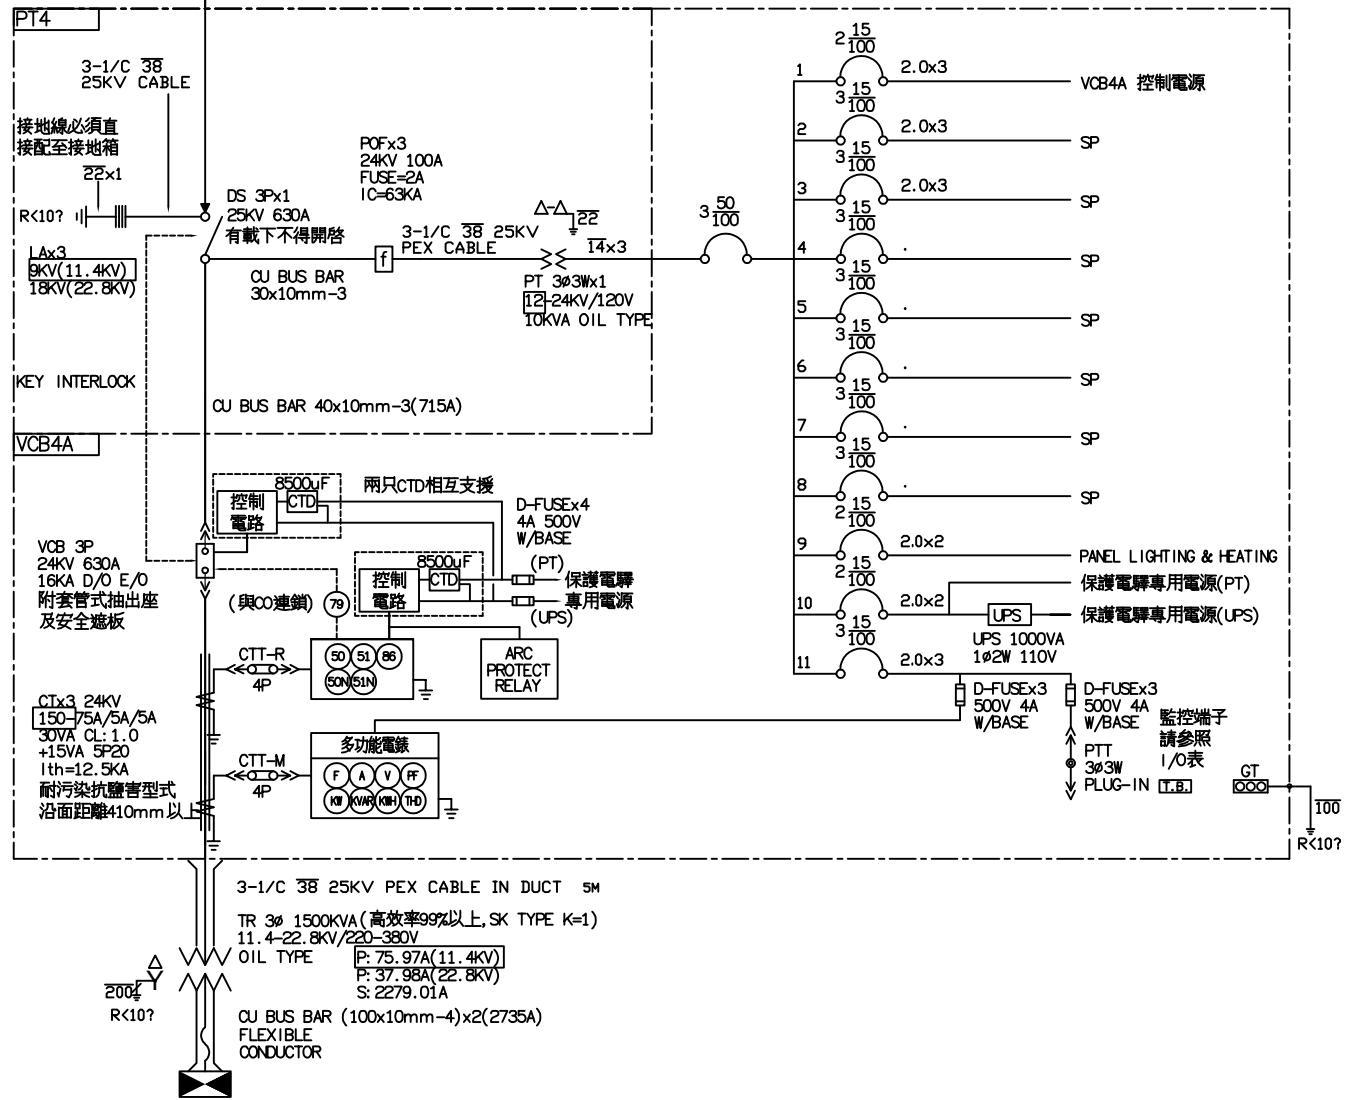 PT4
3-1/C 38
25KV CABLE
接地線必須直
接配至接地箱
22x1
R<10?
LAx3
9KV(11.4KV)
18KV(22.8KV)
DS 3Px1
25KV 630A
有載下不得開啓
CU BUS BAR
30x10mm-3
POFx3
24KV 100A
FUSE=2A
IC=63KA
f
3-1/C 38 25KV
PEX CABLE
22
14x3
PT 3ø3Wx1
12-24KV/120V
10KVA OIL TYPE
KEY INTERLOCK
CU BUS BAR 40x10mm-3(715A)
3 50
100
2 15
100
1
2.0x3
VCB4A 控制電源
3 15
100
2
2.0x3
SP
3 15
100
3
2.0x3
SP
3 15
100
4
SP
3 15
100
5
SP
3 15
100
6
SP
3 15
100
7
SP
3 15
100
8
SP
2 15
100
9
2.0x2
PANEL LIGHTING & HEATING
2 15
100
10
2.0x2
保護電驛專用電源(PT)
UPS
保護電驛專用電源(UPS)
UPS 1000VA
1ø2W 110V
3 15
100
11
2.0x3
VCB4A
8500uF
控制
電路
CTD
兩只CTD相互支援
D-FUSEx4
4A 500V
W/BASE
VCB 3P
24KV 630A
16KA D/O E/O
附套管式抽出座
及安全遮板
8500uF
控制
電路
CTD
(PT)
保護電驛
專用電源
(UPS)
(與CO連鎖)
79
CTT-R
4P
50 51 86
50N 51N
ARC
PROTECT
RELAY
CTx3 24KV
150-75A/5A/5A
30VA CL:1.0
+15VA 5P20
Ith=12.5KA
耐污染抗鹽害型式
沿面距離410mm以上
CTT-M
4P
多功能電錶
F A V PF
KW KVAR KWH THD
D-FUSEx3
500V 4A
W/BASE
D-FUSEx3
500V 4A
W/BASE
PTT
3ø3W
PLUG-IN
監控端子
請參照
I/O表
T.B.
GT
100
R<10?
3-1/C 38 25KV PEX CABLE IN DUCT 5M
TR 3ø 1500KVA(高效率99%以上,SK TYPE K=1)
11.4-22.8KV/220-380V
OIL TYPE
P:75.97A(11.4KV)
P:37.98A(22.8KV)
S:2279.01A
200
R<10?
CU BUS BAR (100x10mm-4)x2(2735A)
FLEXIBLE
CONDUCTOR